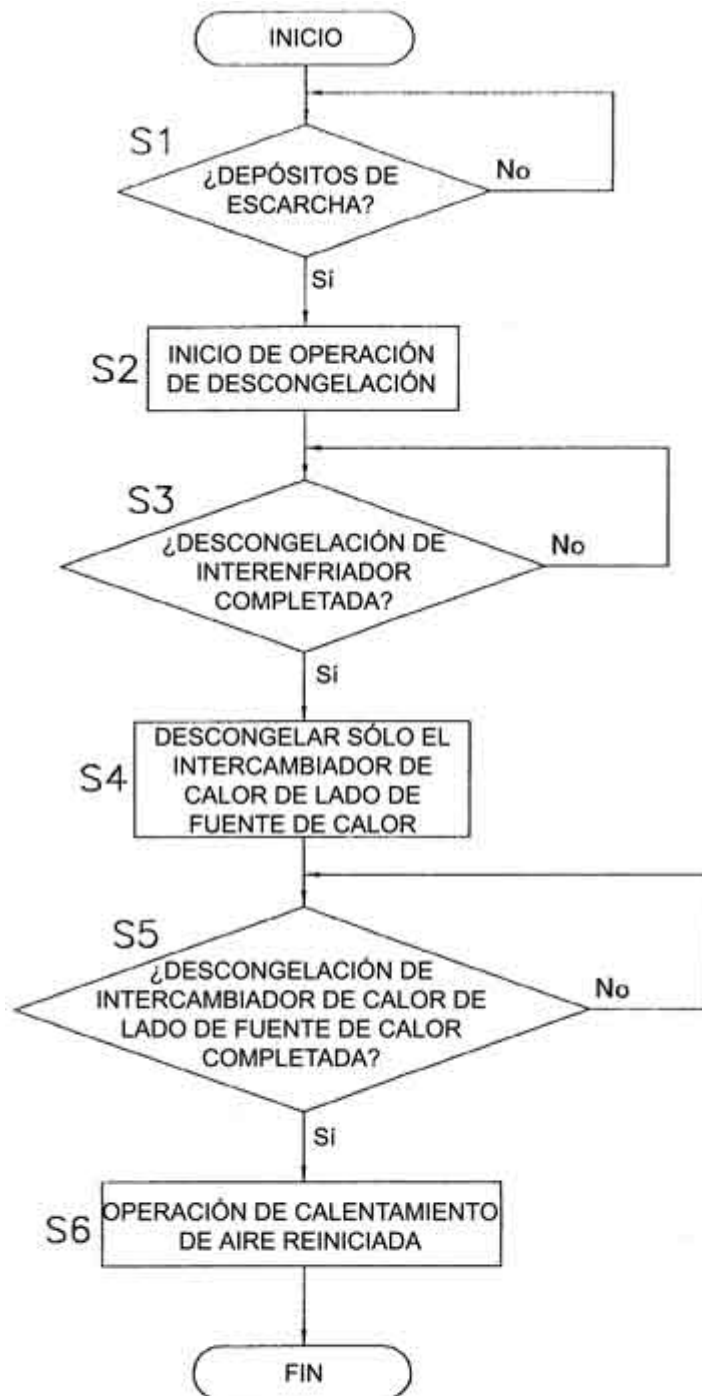 INICIO
S1
¿DEPÓSITOS DE
ESCARCHA?
No
Sí
S2
INICIO DE OPERACIÓN
DE DESCONGELACIÓN
S3
¿DESCONGELACIÓN DE
INTERENFRIADOR
COMPLETADA?
No
Sí
S4
DESCONGELAR SÓLO EL
INTERCAMBIADOR DE
CALOR DE LADO DE
FUENTE DE CALOR
S5
¿DESCONGELACIÓN DE
INTERCAMBIADOR DE CALOR DE
LADO DE FUENTE DE CALOR
COMPLETADA?
No
Sí
S6
OPERACIÓN DE CALENTAMIENTO
DE AIRE REINICIADA
FIN